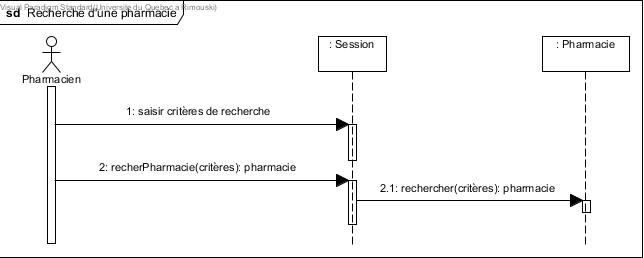 Visual Paradigm Standard(Universite du Quebec a Rimouski)
sd Recherche d'une pharmacie
Pharmacien
: Session
: Pharmacie
1: saisir critères de recherche
2: recherPharmacie(critères): pharmacie
2.1: rechercher(critères): pharmacie